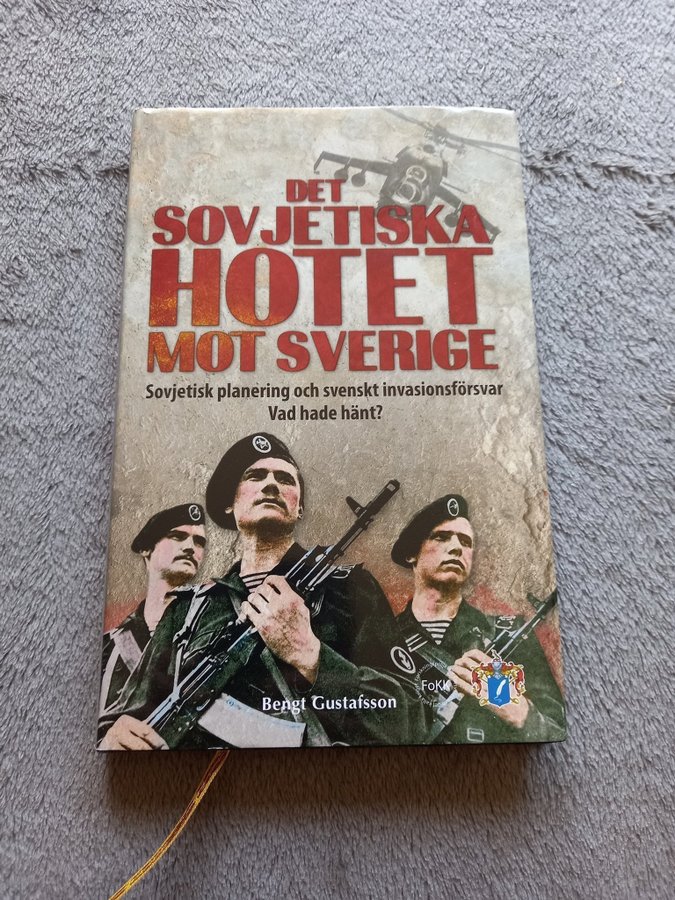 DET
SOVJETISKA
HOTET
MOT SVERIGE
Sovjetisk planering och svenskt invasionsförsvar
Vad hade hänt?
Bengt Gustafsson
FoKK